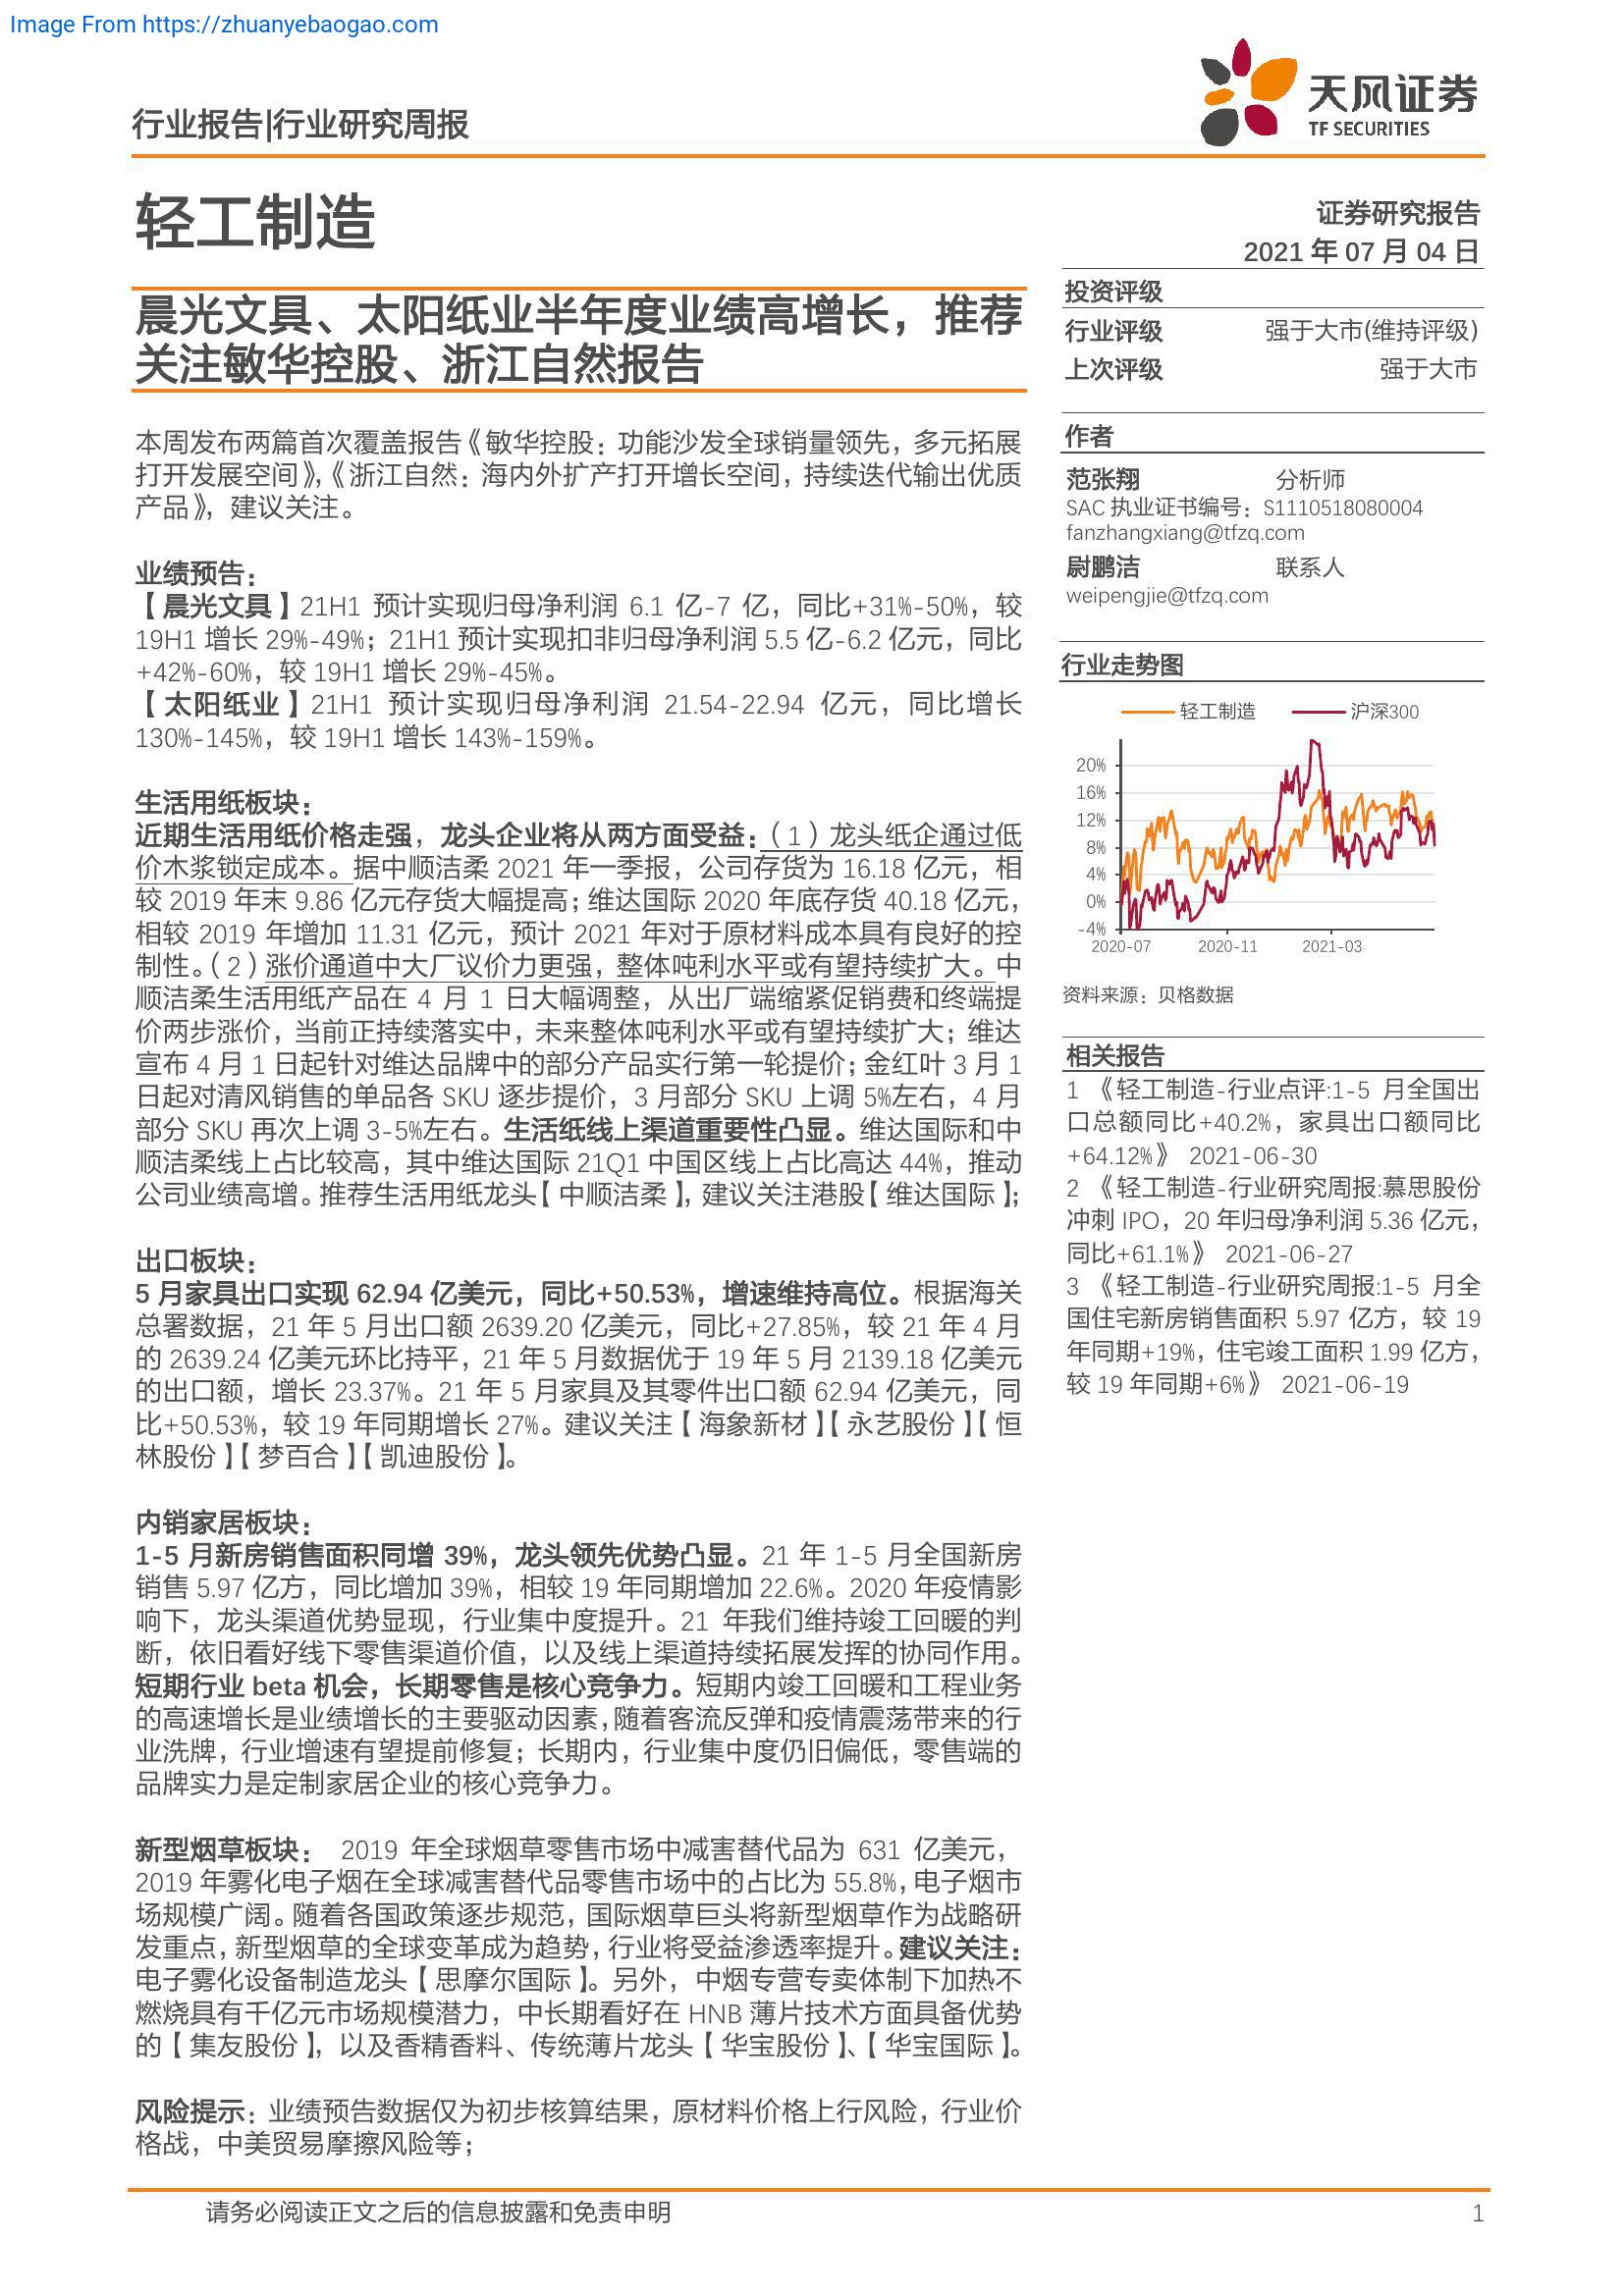 Image From https://zhuanyebaogao.com
行业报告|行业研究周报
天风证券
TF SECURITIES
轻工制造
证券研究报告
2021 年 07 月 04 日
晨光文具、太阳纸业半年度业绩高增长，推荐
关注敏华控股、浙江自然报告
本周发布两篇首次覆盖报告《敏华控股：功能沙发全球销量领先，多元拓展
打开发展空间》，《浙江自然：海内外扩产打开增长空间，持续迭代输出优质
产品》，建议关注。
业绩预告：
【晨光文具】21H1 预计实现归母净利润 6.1 亿-7 亿，同比+31%-50%，较
19H1 增长 29%-49%；21H1 预计实现扣非归母净利润 5.5 亿-6.2 亿元，同比
+42%-60%，较 19H1 增长 29%-45%。
【太阳纸业】21H1 预计实现归母净利润 21.54-22.94 亿元，同比增长
130%-145%，较 19H1 增长 143%-159%。
生活用纸板块：
近期生活用纸价格走强，龙头企业将从两方面受益：（1）龙头纸企通过低
价木浆锁定成本。据中顺洁柔 2021 年一季报，公司存货为 16.18 亿元，相
较 2019 年末 9.86 亿元存货大幅提高；维达国际 2020 年底存货 40.18 亿元，
相较 2019 年增加 11.31 亿元，预计 2021 年对于原材料成本具有良好的控
制性。（2）涨价通道中大厂议价力更强，整体吨利水平或有望持续扩大。中
顺洁柔生活用纸产品在 4 月 1 日大幅调整，从出厂端缩紧促销费和终端提
价两步涨价，当前正持续落实中，未来整体吨利水平或有望持续扩大；维达
宣布 4 月 1 日起针对维达品牌中的部分产品实行第一轮提价；金红叶 3 月 1
日起对清风销售的单品各 SKU 逐步提价，3 月部分 SKU 上调 5%左右，4 月
部分 SKU 再次上调 3-5%左右。生活纸线上渠道重要性凸显。维达国际和中
顺洁柔线上占比较高，其中维达国际 21Q1 中国区线上占比高达 44%，推动
公司业绩高增。推荐生活用纸龙头【中顺洁柔】，建议关注港股【维达国际】；
出口板块：
5 月家具出口实现 62.94 亿美元，同比+50.53%，增速维持高位。根据海关
总署数据，21 年 5 月出口额 2639.20 亿美元，同比+27.85%，较 21 年 4 月
的 2639.24 亿美元环比持平，21 年 5 月数据优于 19 年 5 月 2139.18 亿美元
的出口额，增长 23.37%。21 年 5 月家具及其零件出口额 62.94 亿美元，同
比+50.53%，较 19 年同期增长 27%。建议关注【海象新材】【永艺股份】【恒
林股份】【梦百合】【凯迪股份】。
内销家居板块：
1-5 月新房销售面积同增 39%，龙头领先优势凸显。21 年 1-5 月全国新房
销售 5.97 亿方，同比增加 39%，相较 19 年同期增加 22.6%。2020 年疫情影
响下，龙头渠道优势显现，行业集中度提升。21 年我们维持竣工回暖的判
断，依旧看好线下零售渠道价值，以及线上渠道持续拓展发挥的协同作用。
短期行业 beta 机会，长期零售是核心竞争力。短期内竣工回暖和工程业务
的高速增长是业绩增长的主要驱动因素，随着客流反弹和疫情震荡带来的行
业洗牌，行业增速有望提前修复；长期内，行业集中度仍旧偏低，零售端的
品牌实力是定制家居企业的核心竞争力。
新型烟草板块： 2019 年全球烟草零售市场中减害替代品为 631 亿美元，
2019 年雾化电子烟在全球减害替代品零售市场中的占比为 55.8%，电子烟市
场规模广阔。随着各国政策逐步规范，国际烟草巨头将新型烟草作为战略研
发重点，新型烟草的全球变革成为趋势，行业将受益渗透率提升。建议关注：
电子雾化设备制造龙头【思摩尔国际】。另外，中烟专营专卖体制下加热不
燃烧具有千亿元市场规模潜力，中长期看好在 HNB 薄片技术方面具备优势
的【集友股份】，以及香精香料、传统薄片龙头【华宝股份】、【华宝国际】。
风险提示：业绩预告数据仅为初步核算结果，原材料价格上行风险，行业价
格战，中美贸易摩擦风险等；
投资评级
行业评级 强于大市(维持评级)
上次评级 强于大市
作者
范张翔 分析师
SAC 执业证书编号：S1110518080004
fanzhangxiang@tfzq.com
尉鹏洁 联系人
weipengjie@tfzq.com
行业走势图
轻工制造 沪深300
20%
16%
12%
8%
4%
0%
-4%
2020-07 2020-11 2021-03
资料来源：贝格数据
相关报告
1 《轻工制造-行业点评:1-5 月全国出
口总额同比+40.2%，家具出口额同比
+64.12%》 2021-06-30
2 《轻工制造-行业研究周报:慕思股份
冲刺 IPO，20 年归母净利润 5.36 亿元，
同比+61.1%》 2021-06-27
3 《轻工制造-行业研究周报:1-5 月全
国住宅新房销售面积 5.97 亿方，较 19
年同期+19%，住宅竣工面积 1.99 亿方，
较 19 年同期+6%》 2021-06-19
请务必阅读正文之后的信息披露和免责申明 1